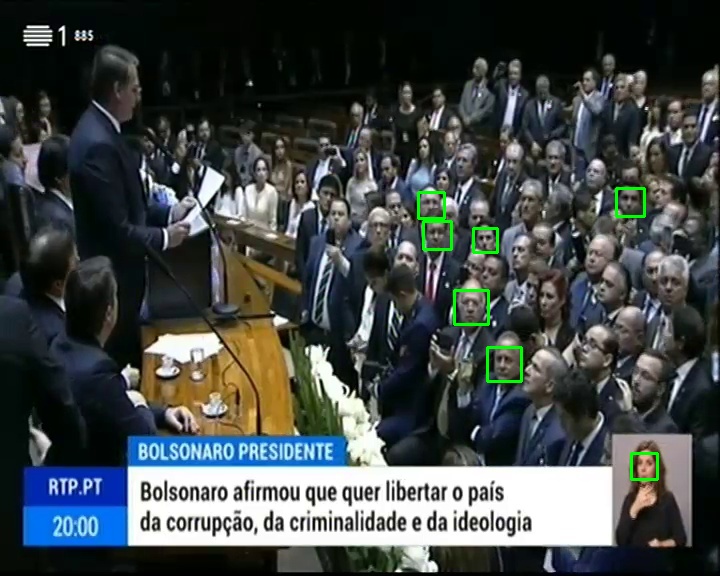 1 885
BOLSONARO PRESIDENTE
RTP.PT
Bolsonaro afirmou que quer libertar o país
20:00
da corrupção, da criminalidade e da ideologia